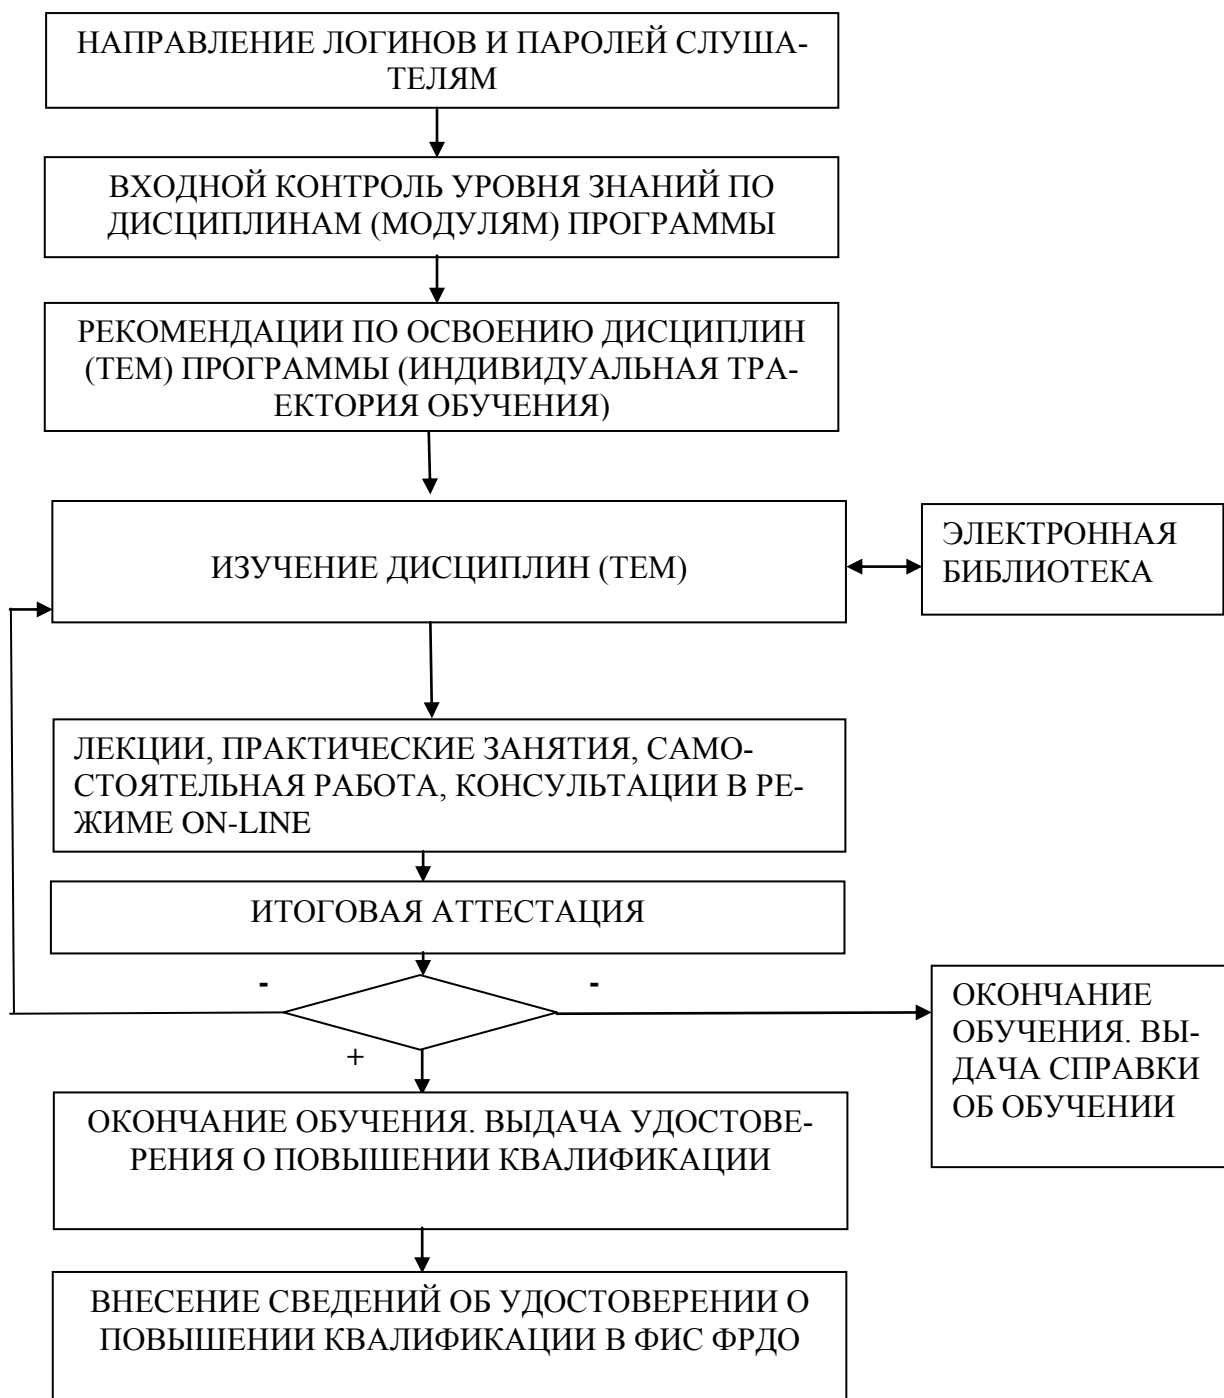 НАПРАВЛЕНИЕ ЛОГИНОВ И ПАРОЛЕЙ СЛУША-
ТЕЛЯМ
ВХОДНОЙ КОНТРОЛЬ УРОВНЯ ЗНАНИЙ ПО
ДИСЦИПЛИНАМ (МОДУЛЯМ) ПРОГРАММЫ
РЕКОМЕНДАЦИИ ПО ОСВОЕНИЮ ДИСЦИПЛИН
(ТЕМ) ПРОГРАММЫ (ИНДИВИДУАЛЬНАЯ ТРА-
ЕКТОРИЯ ОБУЧЕНИЯ)
ИЗУЧЕНИЕ ДИСЦИПЛИН (ТЕМ)
ЭЛЕКТРОННАЯ
БИБЛИОТЕКА
ЛЕКЦИИ, ПРАКТИЧЕСКИЕ ЗАНЯТИЯ, САМО-
СТОЯТЕЛЬНАЯ РАБОТА, КОНСУЛЬТАЦИИ В РЕ-
ЖИМЕ ON-LINE
ИТОГОВАЯ АТТЕСТАЦИЯ
-
-
+
ОКОНЧАНИЕ
ОБУЧЕНИЯ. ВЫ-
ДАЧА СПРАВКИ
ОБ ОБУЧЕНИИ
ОКОНЧАНИЕ ОБУЧЕНИЯ. ВЫДАЧА УДОСТОВЕ-
РЕНИЯ О ПОВЫШЕНИИ КВАЛИФИКАЦИИ
ВНЕСЕНИЕ СВЕДЕНИЙ ОБ УДОСТОВЕРЕНИИ О
ПОВЫШЕНИИ КВАЛИФИКАЦИИ В ФИС ФРДО